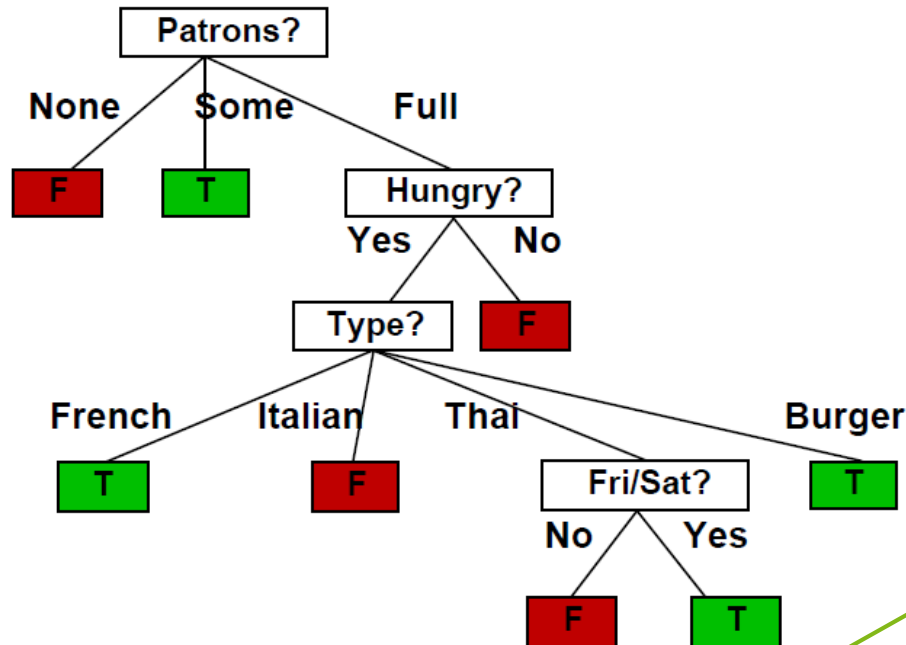 Patrons?
None Some Full
F T Hungry?
Yes No
Type? F
French Italian Thai Burger
T F Fri/Sat? T
No Yes
F T